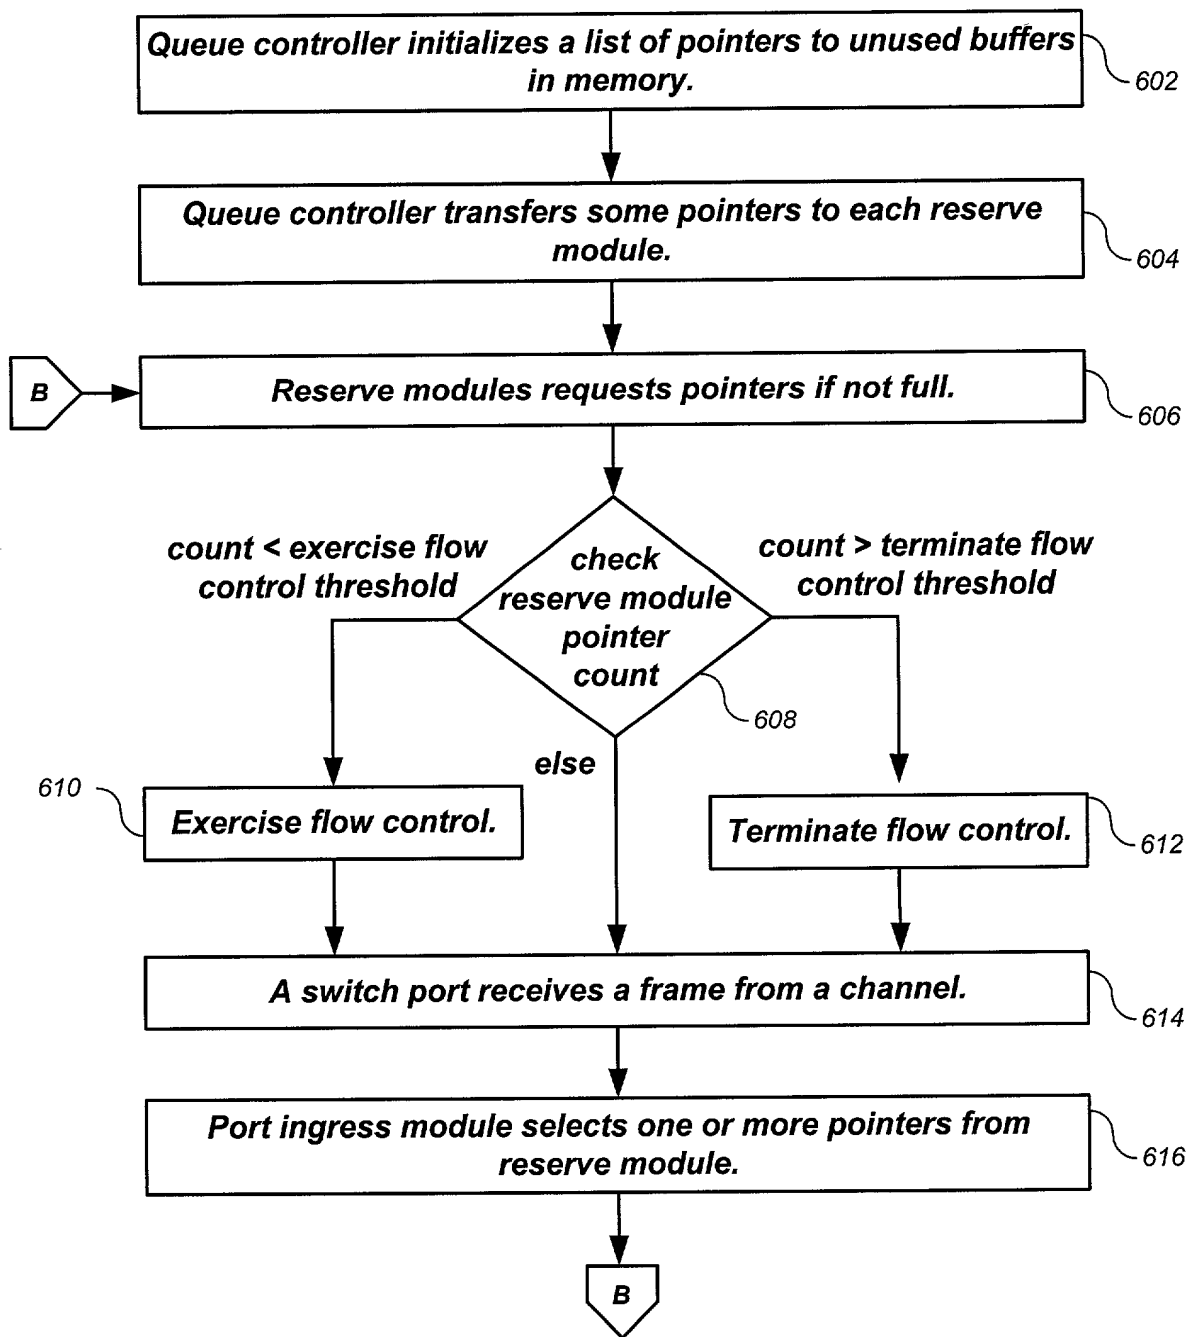 Queue controller initializes a list of pointers to unused buffers
in memory.
602
Queue controller transfers some pointers to each reserve
module.
604
B
Reserve modules requests pointers if not full.
606
count < exercise flow
control threshold
check
reserve module
pointer
count
count > terminate flow
control threshold
608
else
610
Exercise flow control.
Terminate flow control.
612
A switch port receives a frame from a channel.
614
Port ingress module selects one or more pointers from
reserve module.
616
B